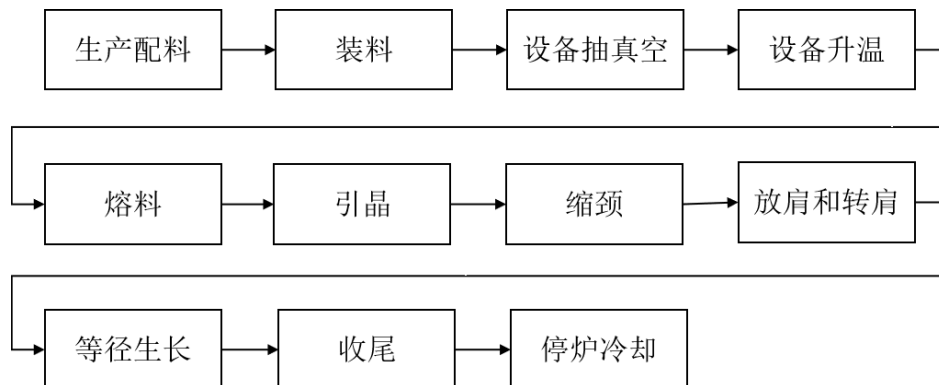 生产配料
装料
设备抽真空
设备升温
熔料
引晶
缩颈
放肩和转肩
等径生长
收尾
停炉冷却